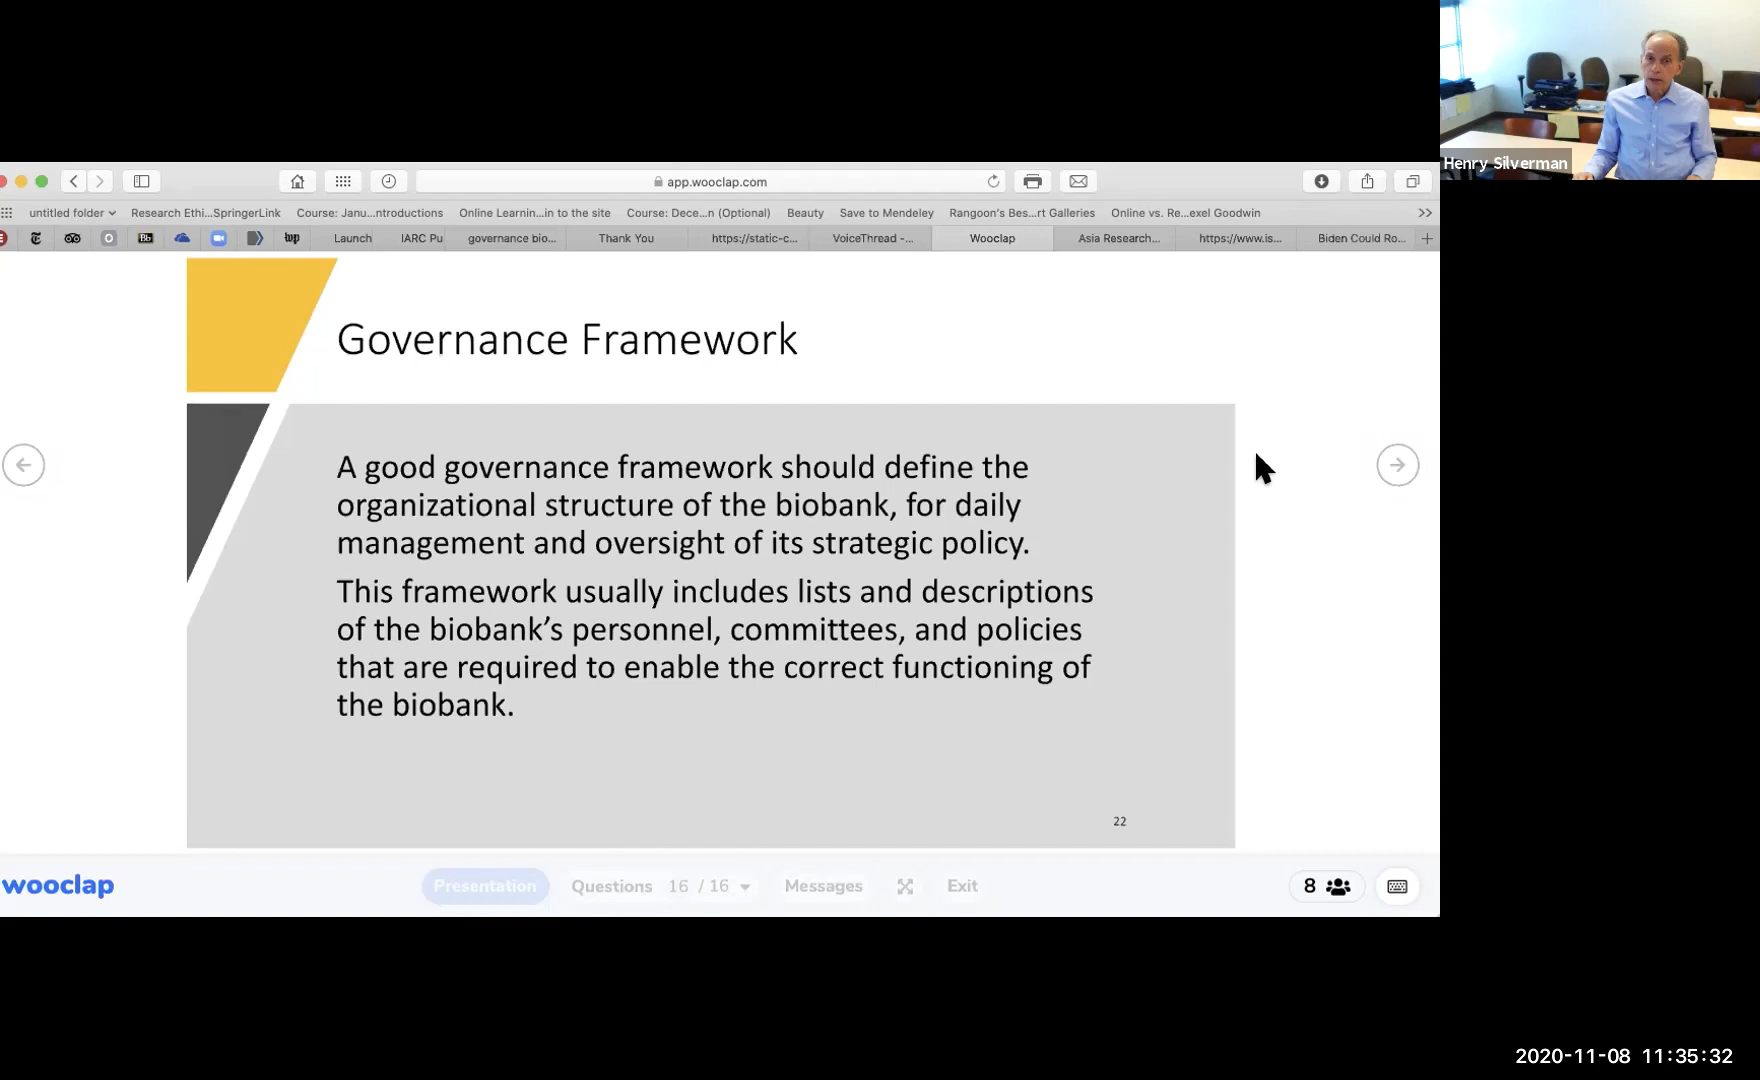 Henry Silverman
app.wooclap.com
untitled folder
Research Ethi...SpringerLink
Course: Janu...ntroductions
Online Learnin...in to the site
Course: Dece...n (Optional)
Beauty
Save to Mendeley
Rangoon's Bes...rt Galleries
Online vs. Re...exel Goodwin
O
Bb
wp
Launch
IARC Pu
governance bio...
Thank You
https://static-c...
VoiceThread -...
Wooclap
Asia Research...
https://www.is...
Biden Could Ro...
Governance Framework
A good governance framework should define the
organizational structure of the biobank, for daily
management and oversight of its strategic policy.
This framework usually includes lists and descriptions
of the biobank’s personnel, committees, and policies
that are required to enable the correct functioning of
the biobank.
22
wooclap
Presentation
Questions 16 / 16
Messages
Exit
8
2020-11-08 11:35:32